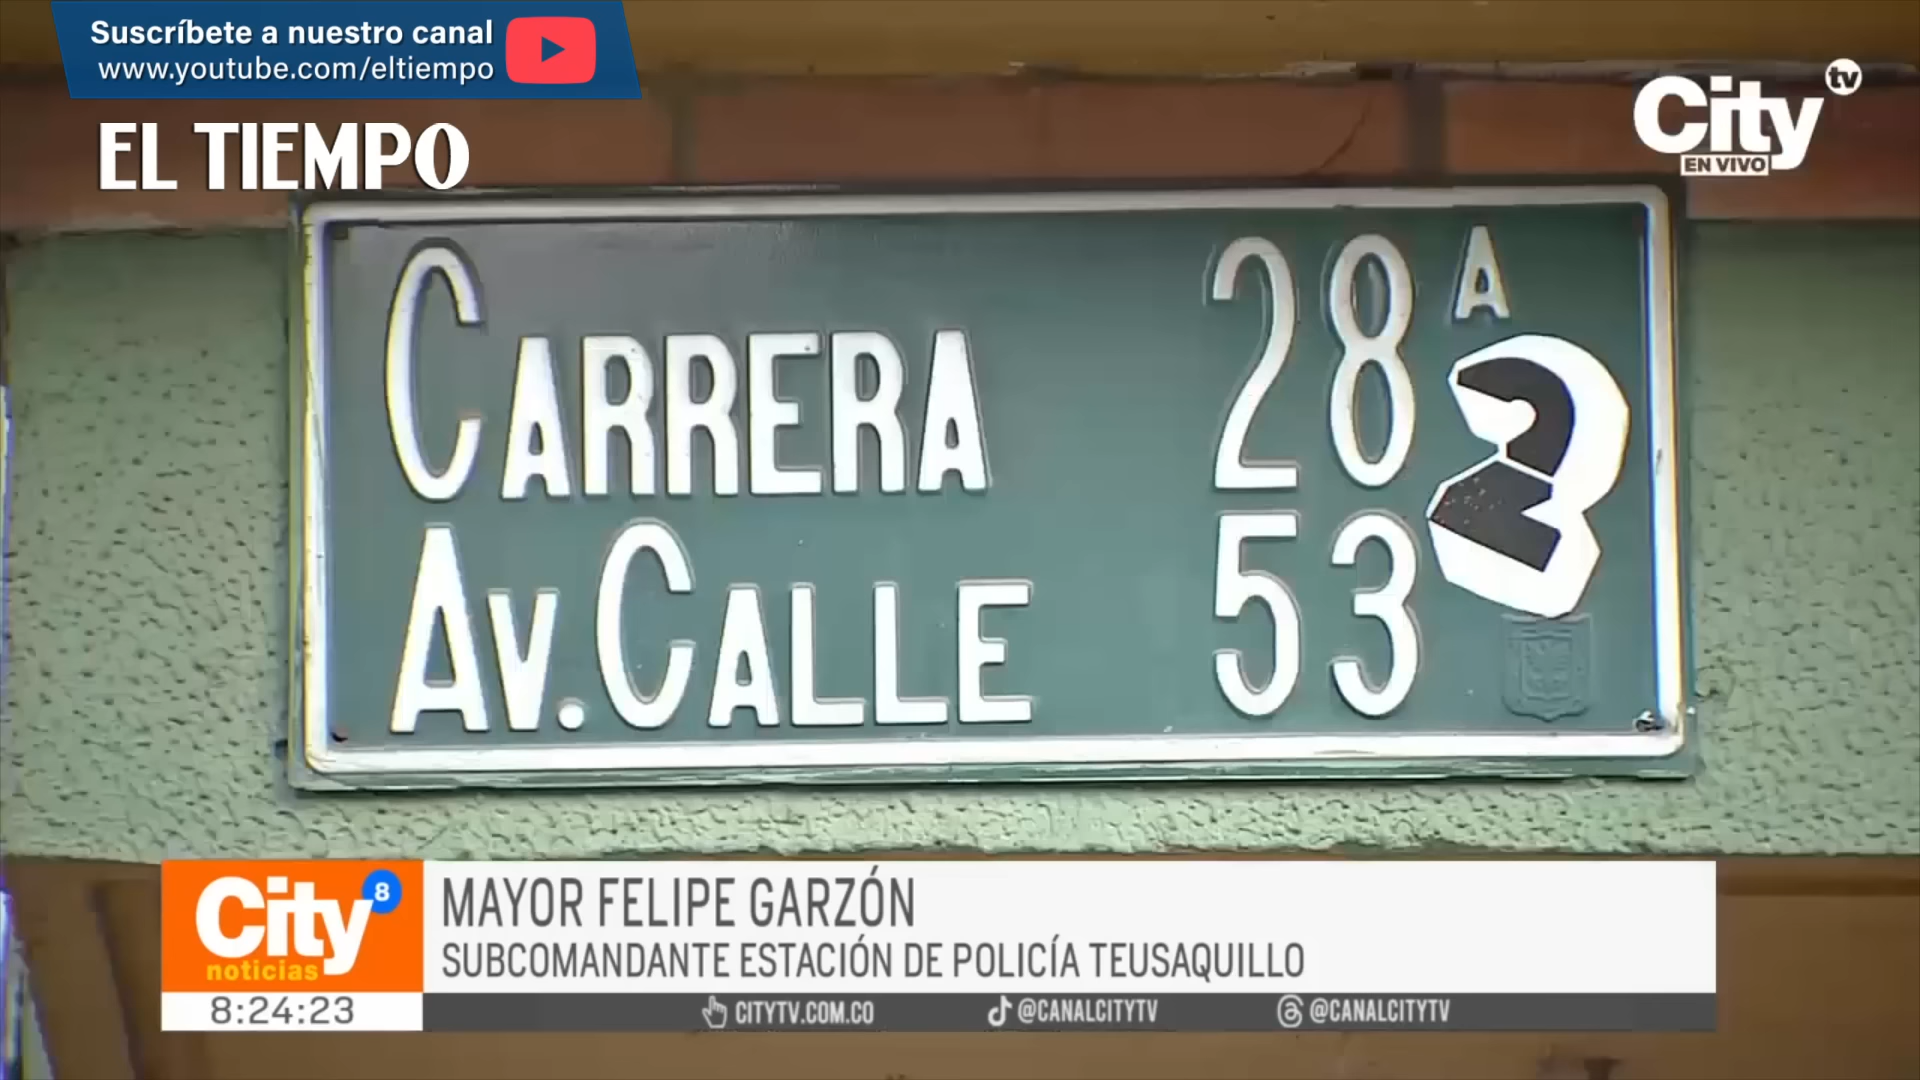 Suscríbete a nuestro canal
www.youtube.com/eltiempo
EL TIEMPO
City tv
EN VIVO
CARRERA 28 A
AV. CALLE 53
2
City 8
noticias
MAYOR FELIPE GARZÓN
SUBCOMANDANTE ESTACIÓN DE POLICÍA TEUSAQUILLO
8:24:23
CITYTV.COM.CO
@CANALCITYTV
@CANALCITYTV